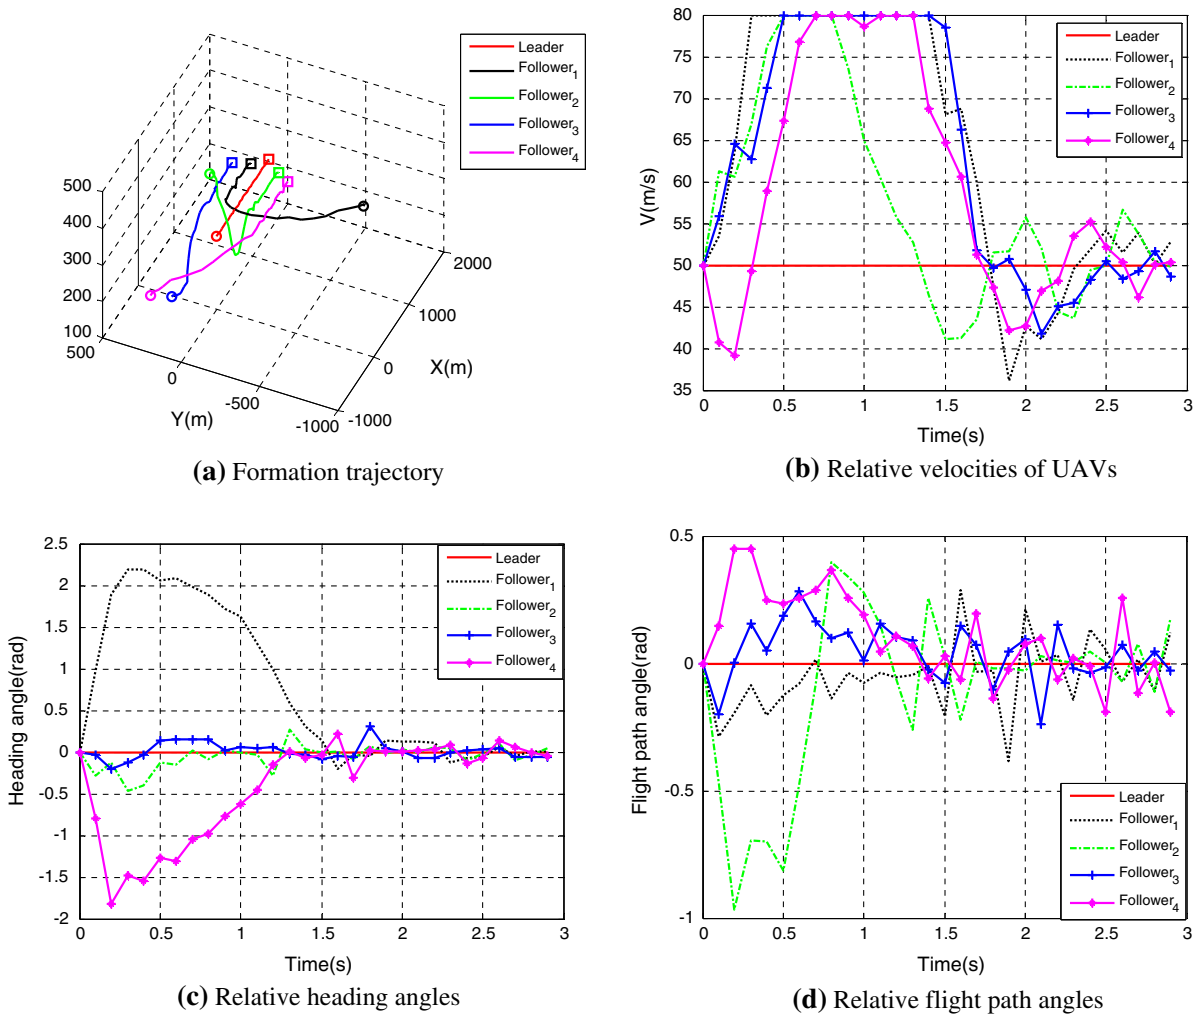 500
400
300
200
100
500
0
-500
-1000
-1000
0
1000
2000
Y(m)
X(m)
Leader
Follower1
Follower2
Follower3
Follower4
(a) Formation trajectory
80
75
70
65
60
55
50
45
40
35
V(m/s)
0 0.5 1 1.5 2 2.5 3
Time(s)
Leader
Follower1
Follower2
Follower3
Follower4
(b) Relative velocities of UAVs
2.5
2
1.5
1
0.5
0
-0.5
-1
-1.5
-2
Heading angle(rad)
0 0.5 1 1.5 2 2.5 3
Time(s)
Leader
Follower1
Follower2
Follower3
Follower4
(c) Relative heading angles
0.5
0
-0.5
-1
Flight path angle(rad)
0 0.5 1 1.5 2 2.5 3
Time(s)
Leader
Follower1
Follower2
Follower3
Follower4
(d) Relative flight path angles